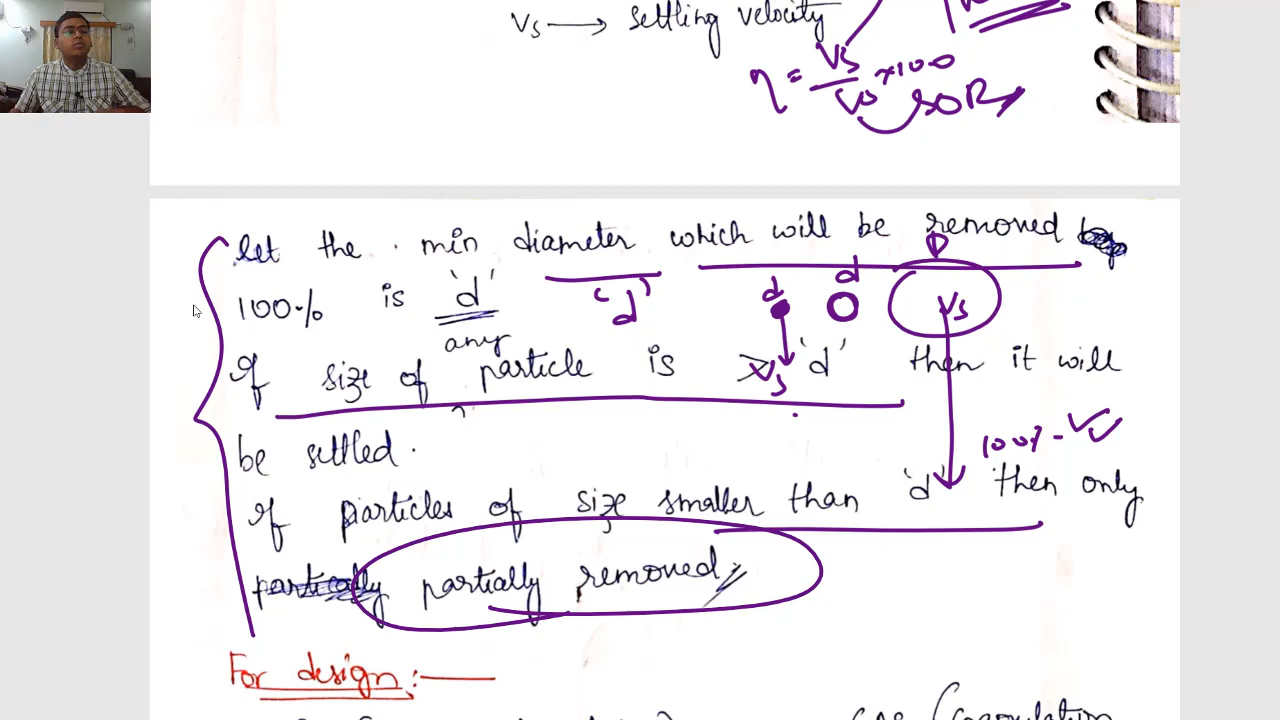 Vs → settling velocity
η = Vs/Vo × 100
SOR
let the min diameter which will be removed
100% is 'd'
'd'
d
d
D
Vs
any
If size of particle is ≥ 'd' then it will
Vs
be settled.
100%
If particles of size smaller than 'd' then only
partically partially removed
For design :—